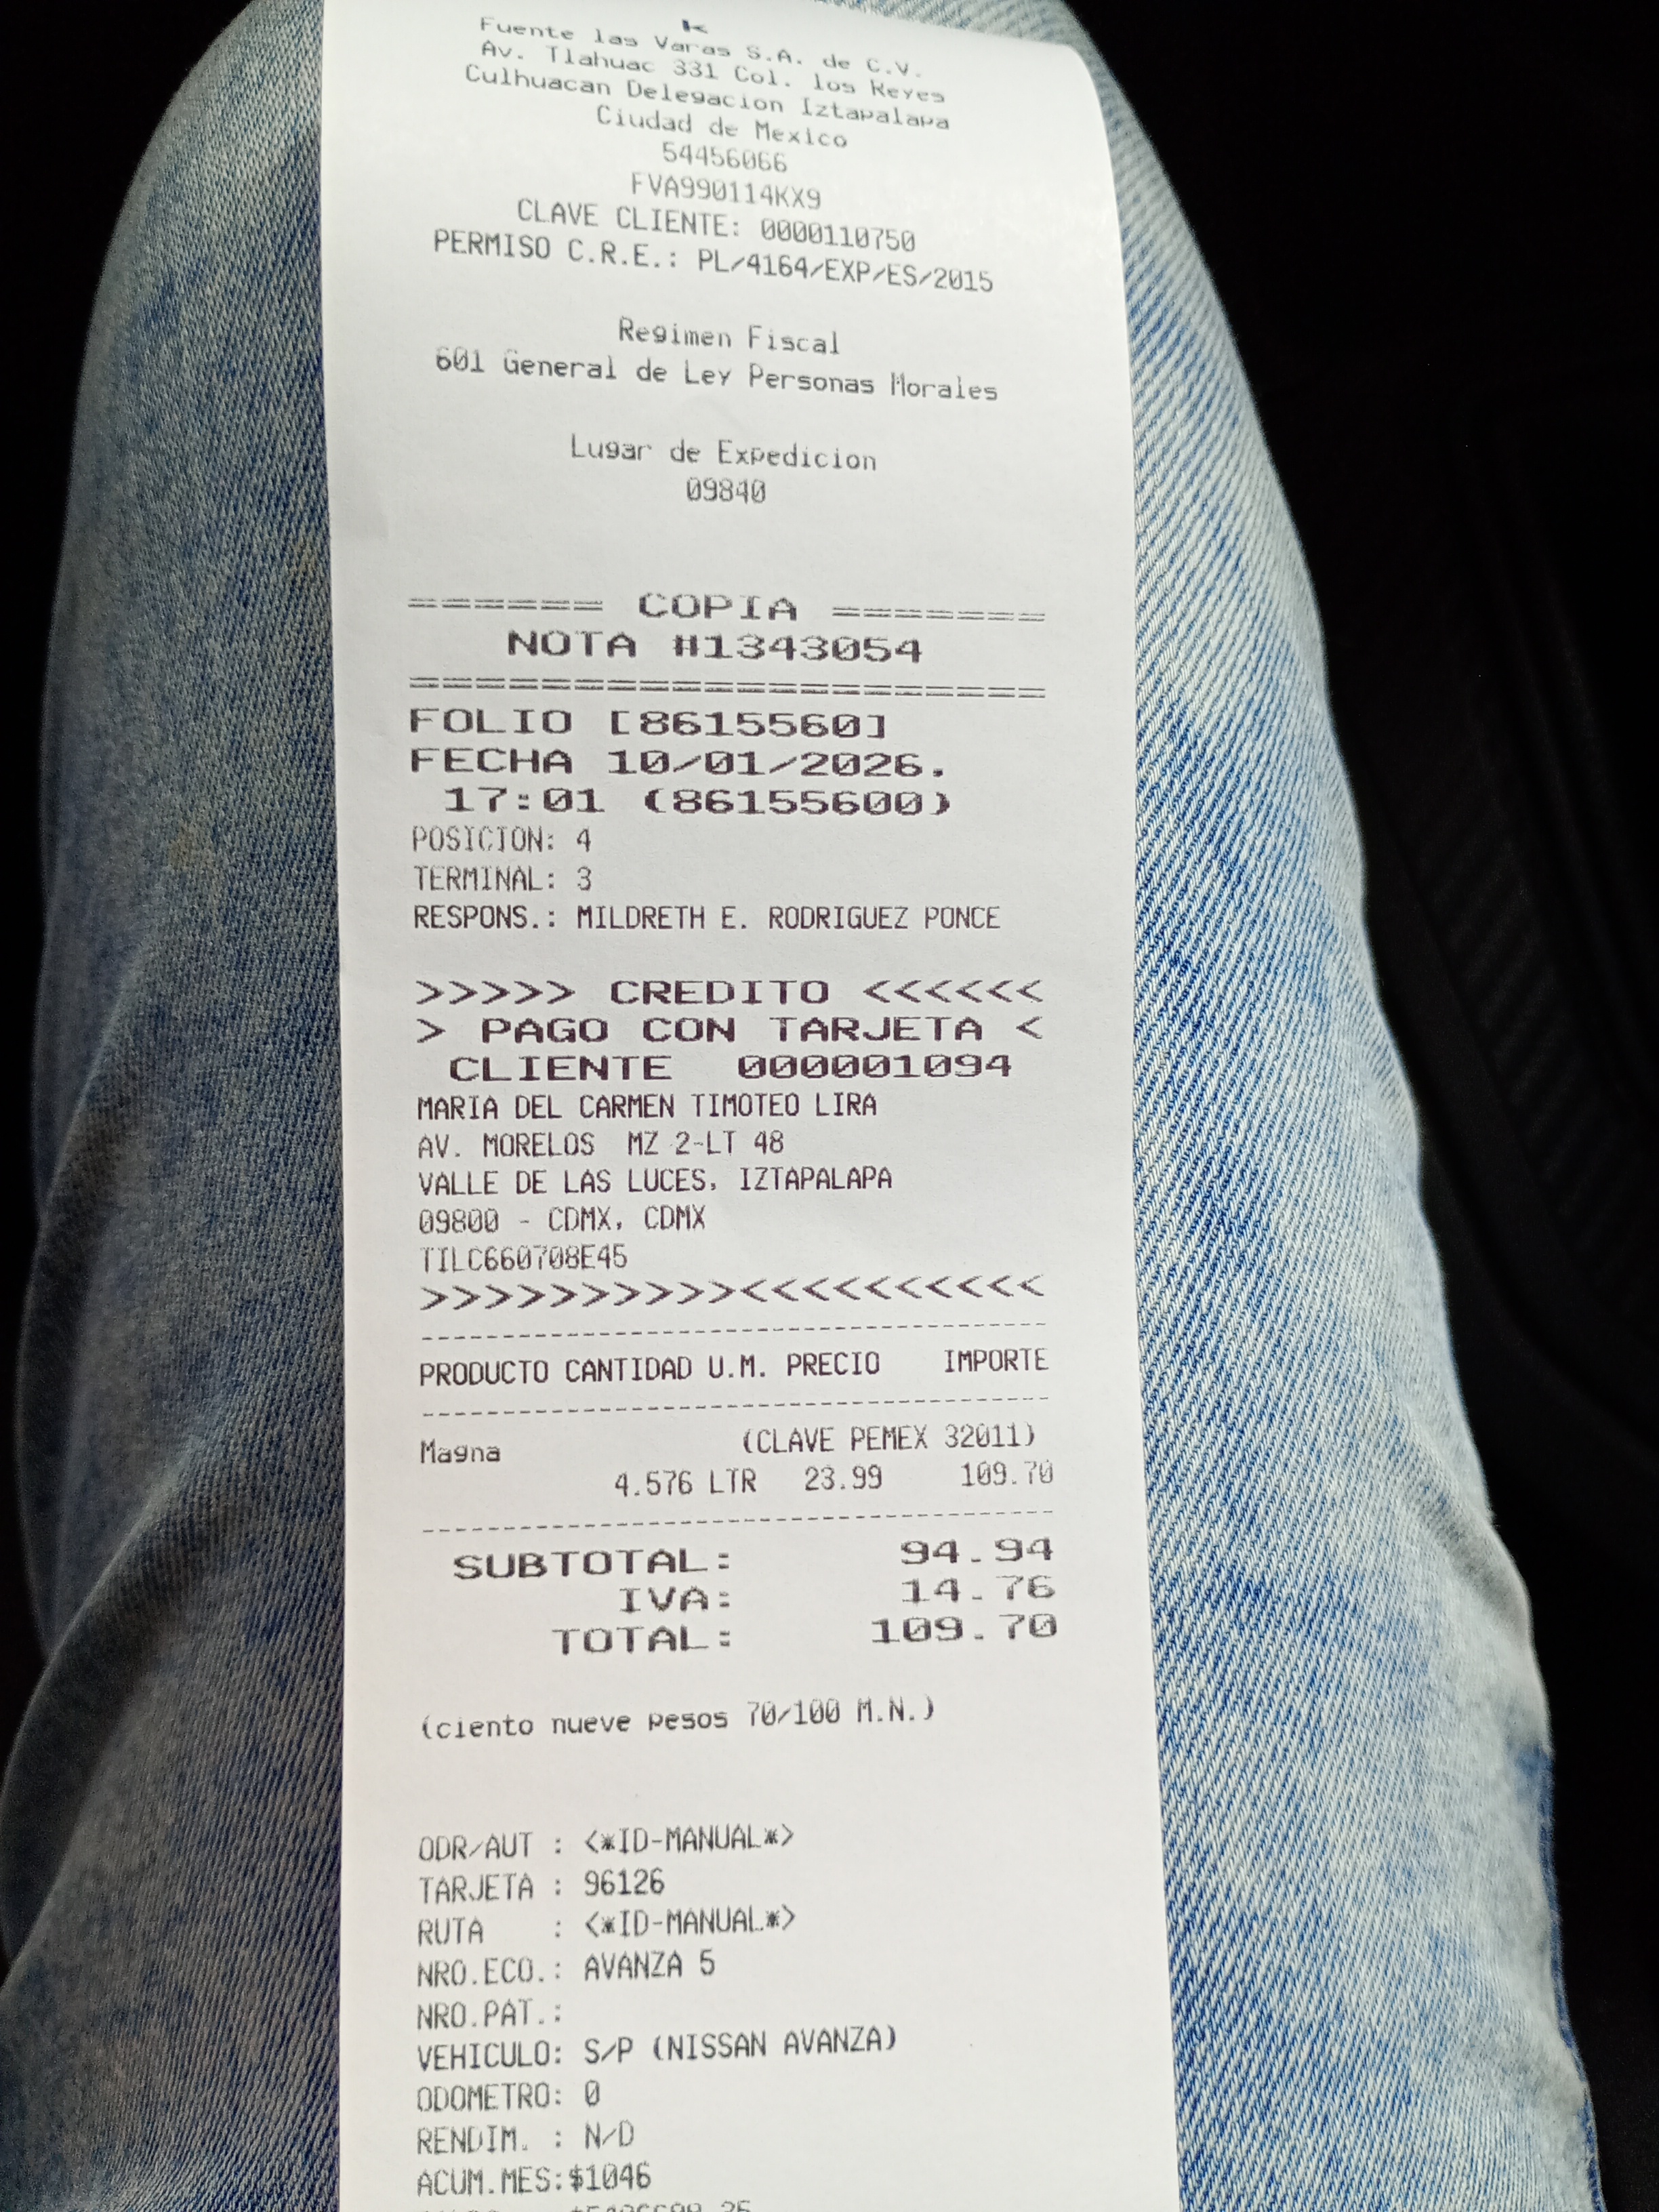 Fuente las Varas S.A. de C.V.
Av. Tlahuac 331 Col. los Reyes
Culhuacan Delegacion Iztapalapa
Ciudad de Mexico
54456066
FVA990114KX9
CLAVE CLIENTE: 0000110750
PERMISO C.R.E.: PL/4164/EXP/ES/2015
Regimen Fiscal
601 General de Ley Personas Morales
Lugar de Expedicion
09840
====== COPIA =======
NOTA #1343054
====================
FOLIO [8615560]
FECHA 10/01/2026.
17:01 (86155600)
POSICION: 4
TERMINAL: 3
RESPONS.: MILDRETH E. RODRIGUEZ PONCE
>>>>> CREDITO <<<<<<
> PAGO CON TARJETA <
CLIENTE 000001094
MARIA DEL CARMEN TIMOTEO LIRA
AV. MORELOS MZ 2-LT 48
VALLE DE LAS LUCES, IZTAPALAPA
09800 - CDMX, CDMX
TILC660708E45
>>>>>>>>>><<<<<<<<<<
PRODUCTO CANTIDAD U.M. PRECIO IMPORTE
Magna (CLAVE PEMEX 32011)
4.576 LTR 23.99 109.70
SUBTOTAL: 94.94
IVA: 14.76
TOTAL: 109.70
(ciento nueve pesos 70/100 M.N.)
ODR/AUT : <*ID-MANUAL*>
TARJETA : 96126
RUTA : <*ID-MANUAL*>
NRO.ECO.: AVANZA 5
NRO.PAT.:
VEHICULO: S/P (NISSAN AVANZA)
ODOMETRO: 0
RENDIM. : N/D
ACUM.MES:$1046